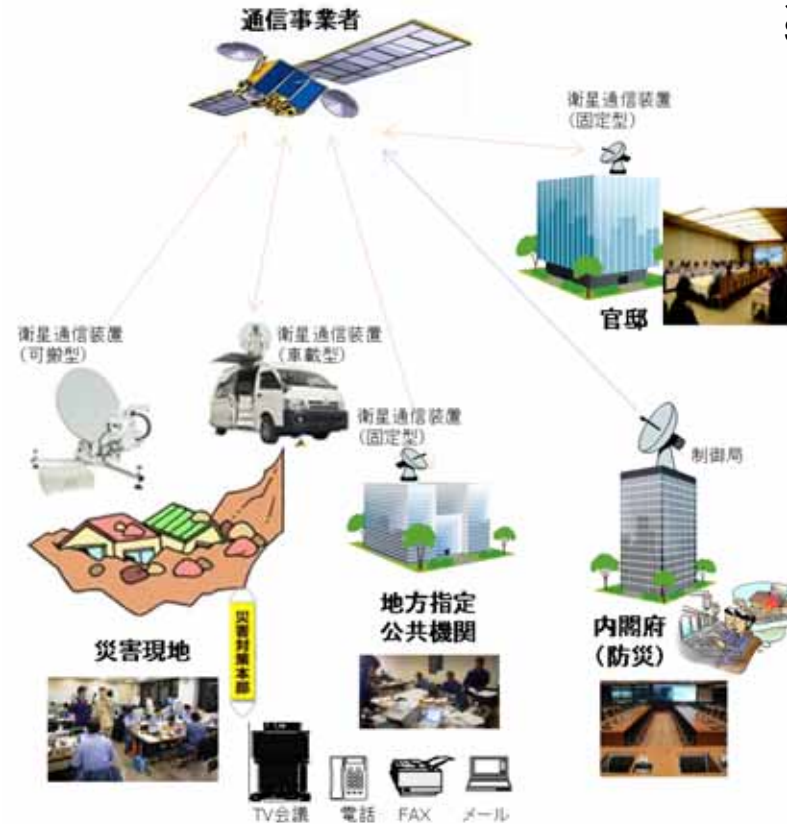 通信事業者
衛星通信装置
（固定型）
官邸
衛星通信装置
（可搬型）
衛星通信装置
（車載型）
衛星通信装置
（固定型）
制御局
災害対策本部
災害現地
地方指定
公共機関
内閣府
（防災）
TV会議
電話
FAX
メール